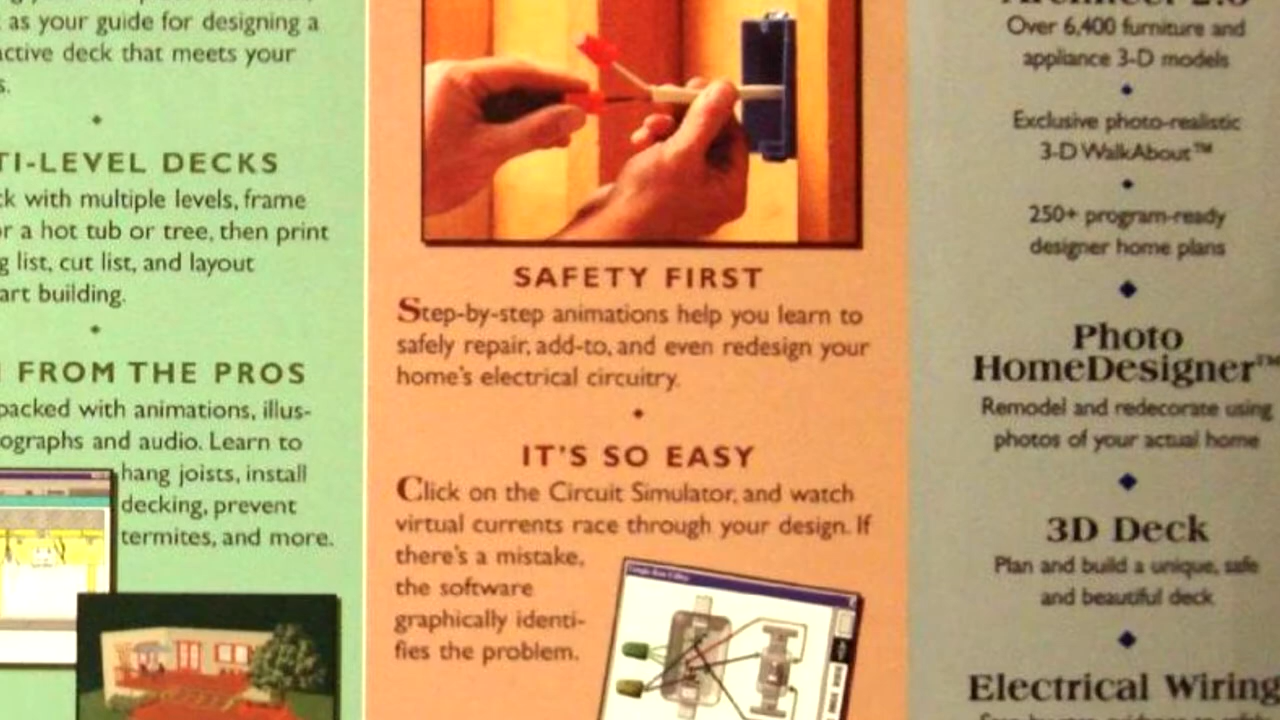 as your guide for designing a
active deck that meets your
TI-LEVEL DECKS
ck with multiple levels, frame
or a hot tub or tree, then print
g list, cut list, and layout
art building.
FROM THE PROS
packed with animations, illus-
ographs and audio. Learn to
hang joists, install
decking, prevent
termites, and more.
SAFETY FIRST
Step-by-step animations help you learn to
safely repair, add-to, and even redesign your
home's electrical circuitry.
IT'S SO EASY
Click on the Circuit Simulator, and watch
virtual currents race through your design. If
there's a mistake,
the software
graphically identi-
fies the problem.
Over 6,400 furniture and
appliance 3-D models
Exclusive photo-realistic
3-D WalkAbout™
250+ program-ready
designer home plans
Photo
HomeDesigner™
Remodel and redecorate using
photos of your actual home
3D Deck
Plan and build a unique, safe
and beautiful deck
Electrical Wiring